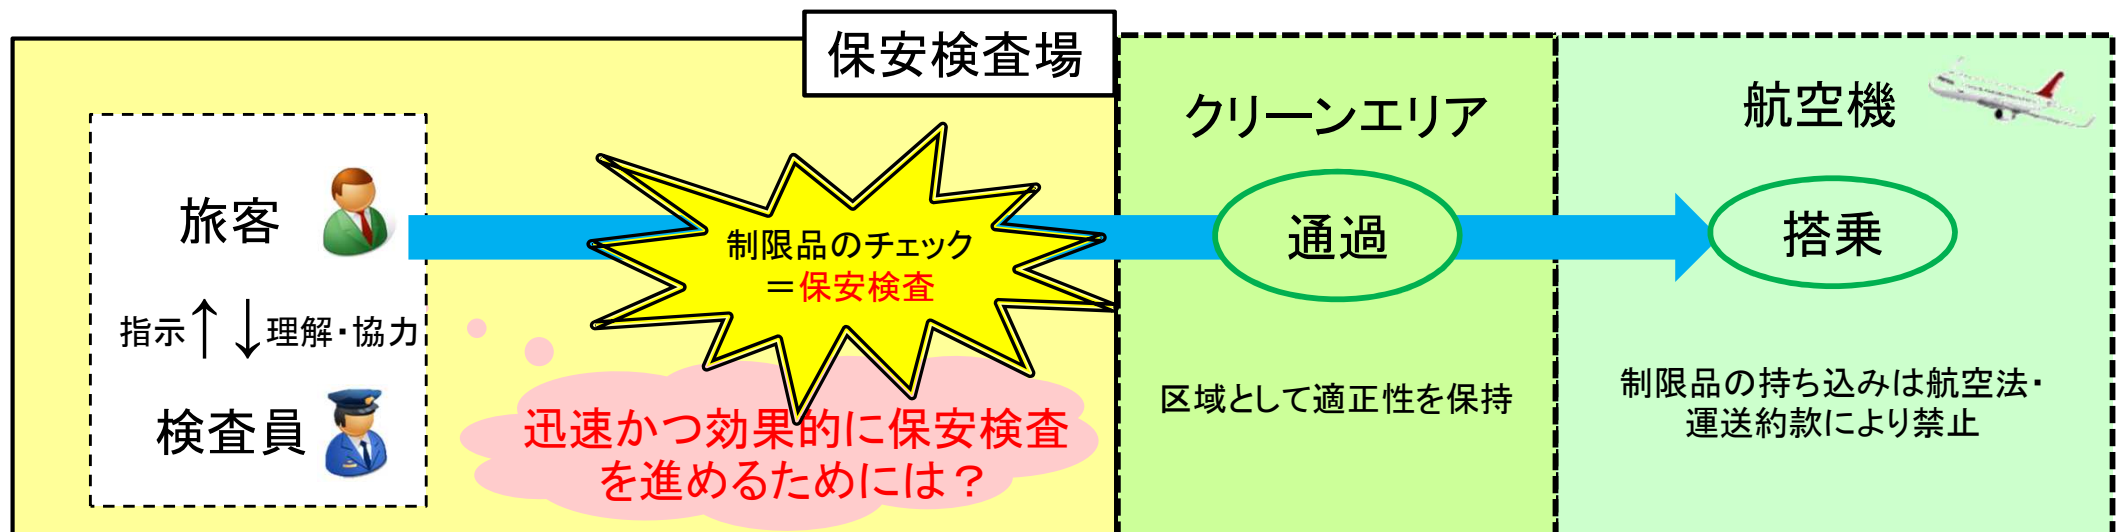 保安検査場
旅客
指示↑↓理解・協力
検査員
制限品のチェック
＝保安検査
迅速かつ効果的に保安検査
を進めるためには？
クリーンエリア
通過
区域として適正性を保持
航空機
搭乗
制限品の持ち込みは航空法・
運送約款により禁止